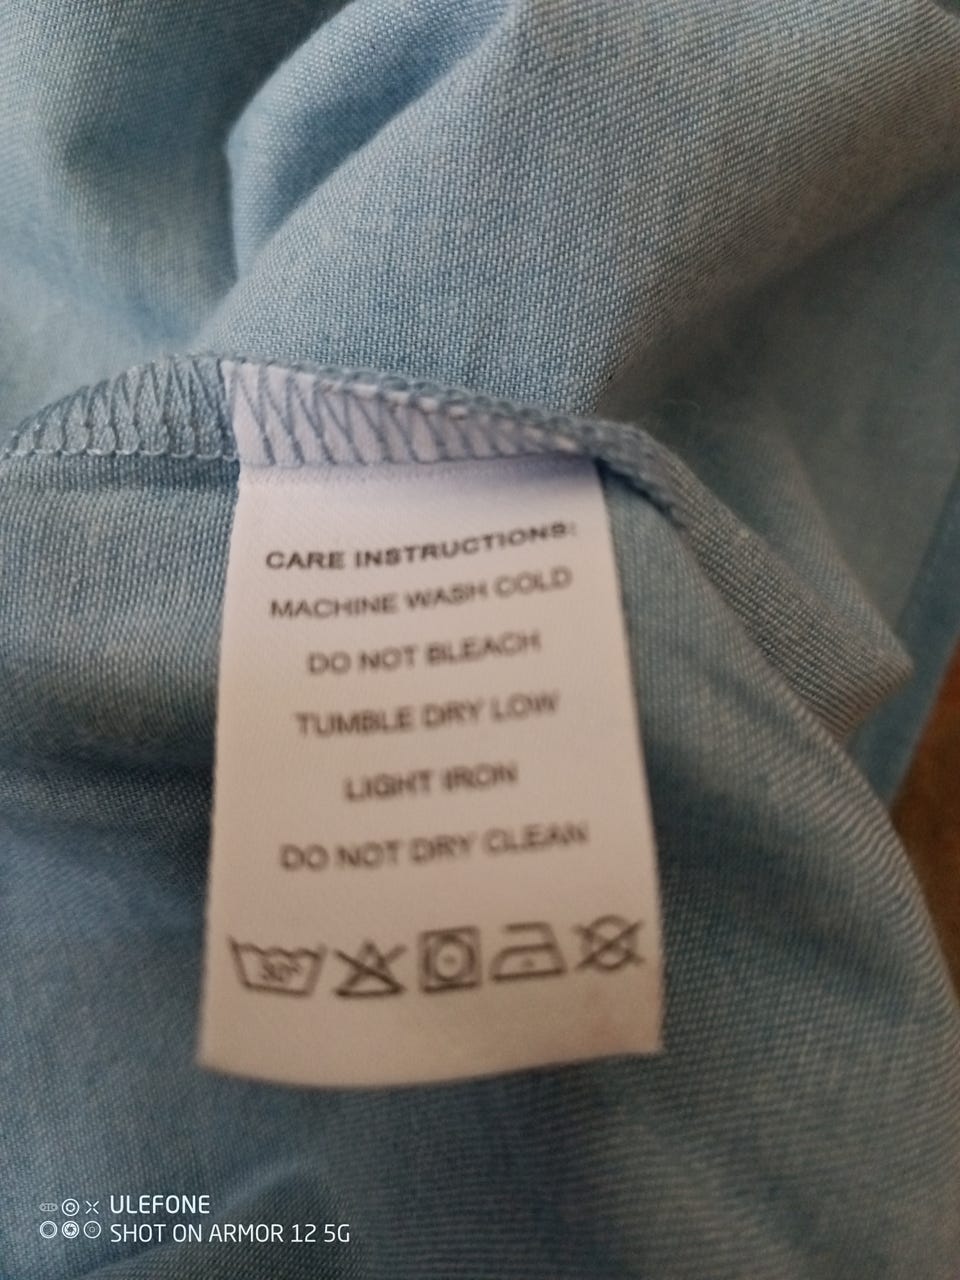 CARE INSTRUCTIONS:
MACHINE WASH COLD
DO NOT BLEACH
TUMBLE DRY LOW
LIGHT IRON
DO NOT DRY CLEAN
30°
ULEFONE
SHOT ON ARMOR 12 5G